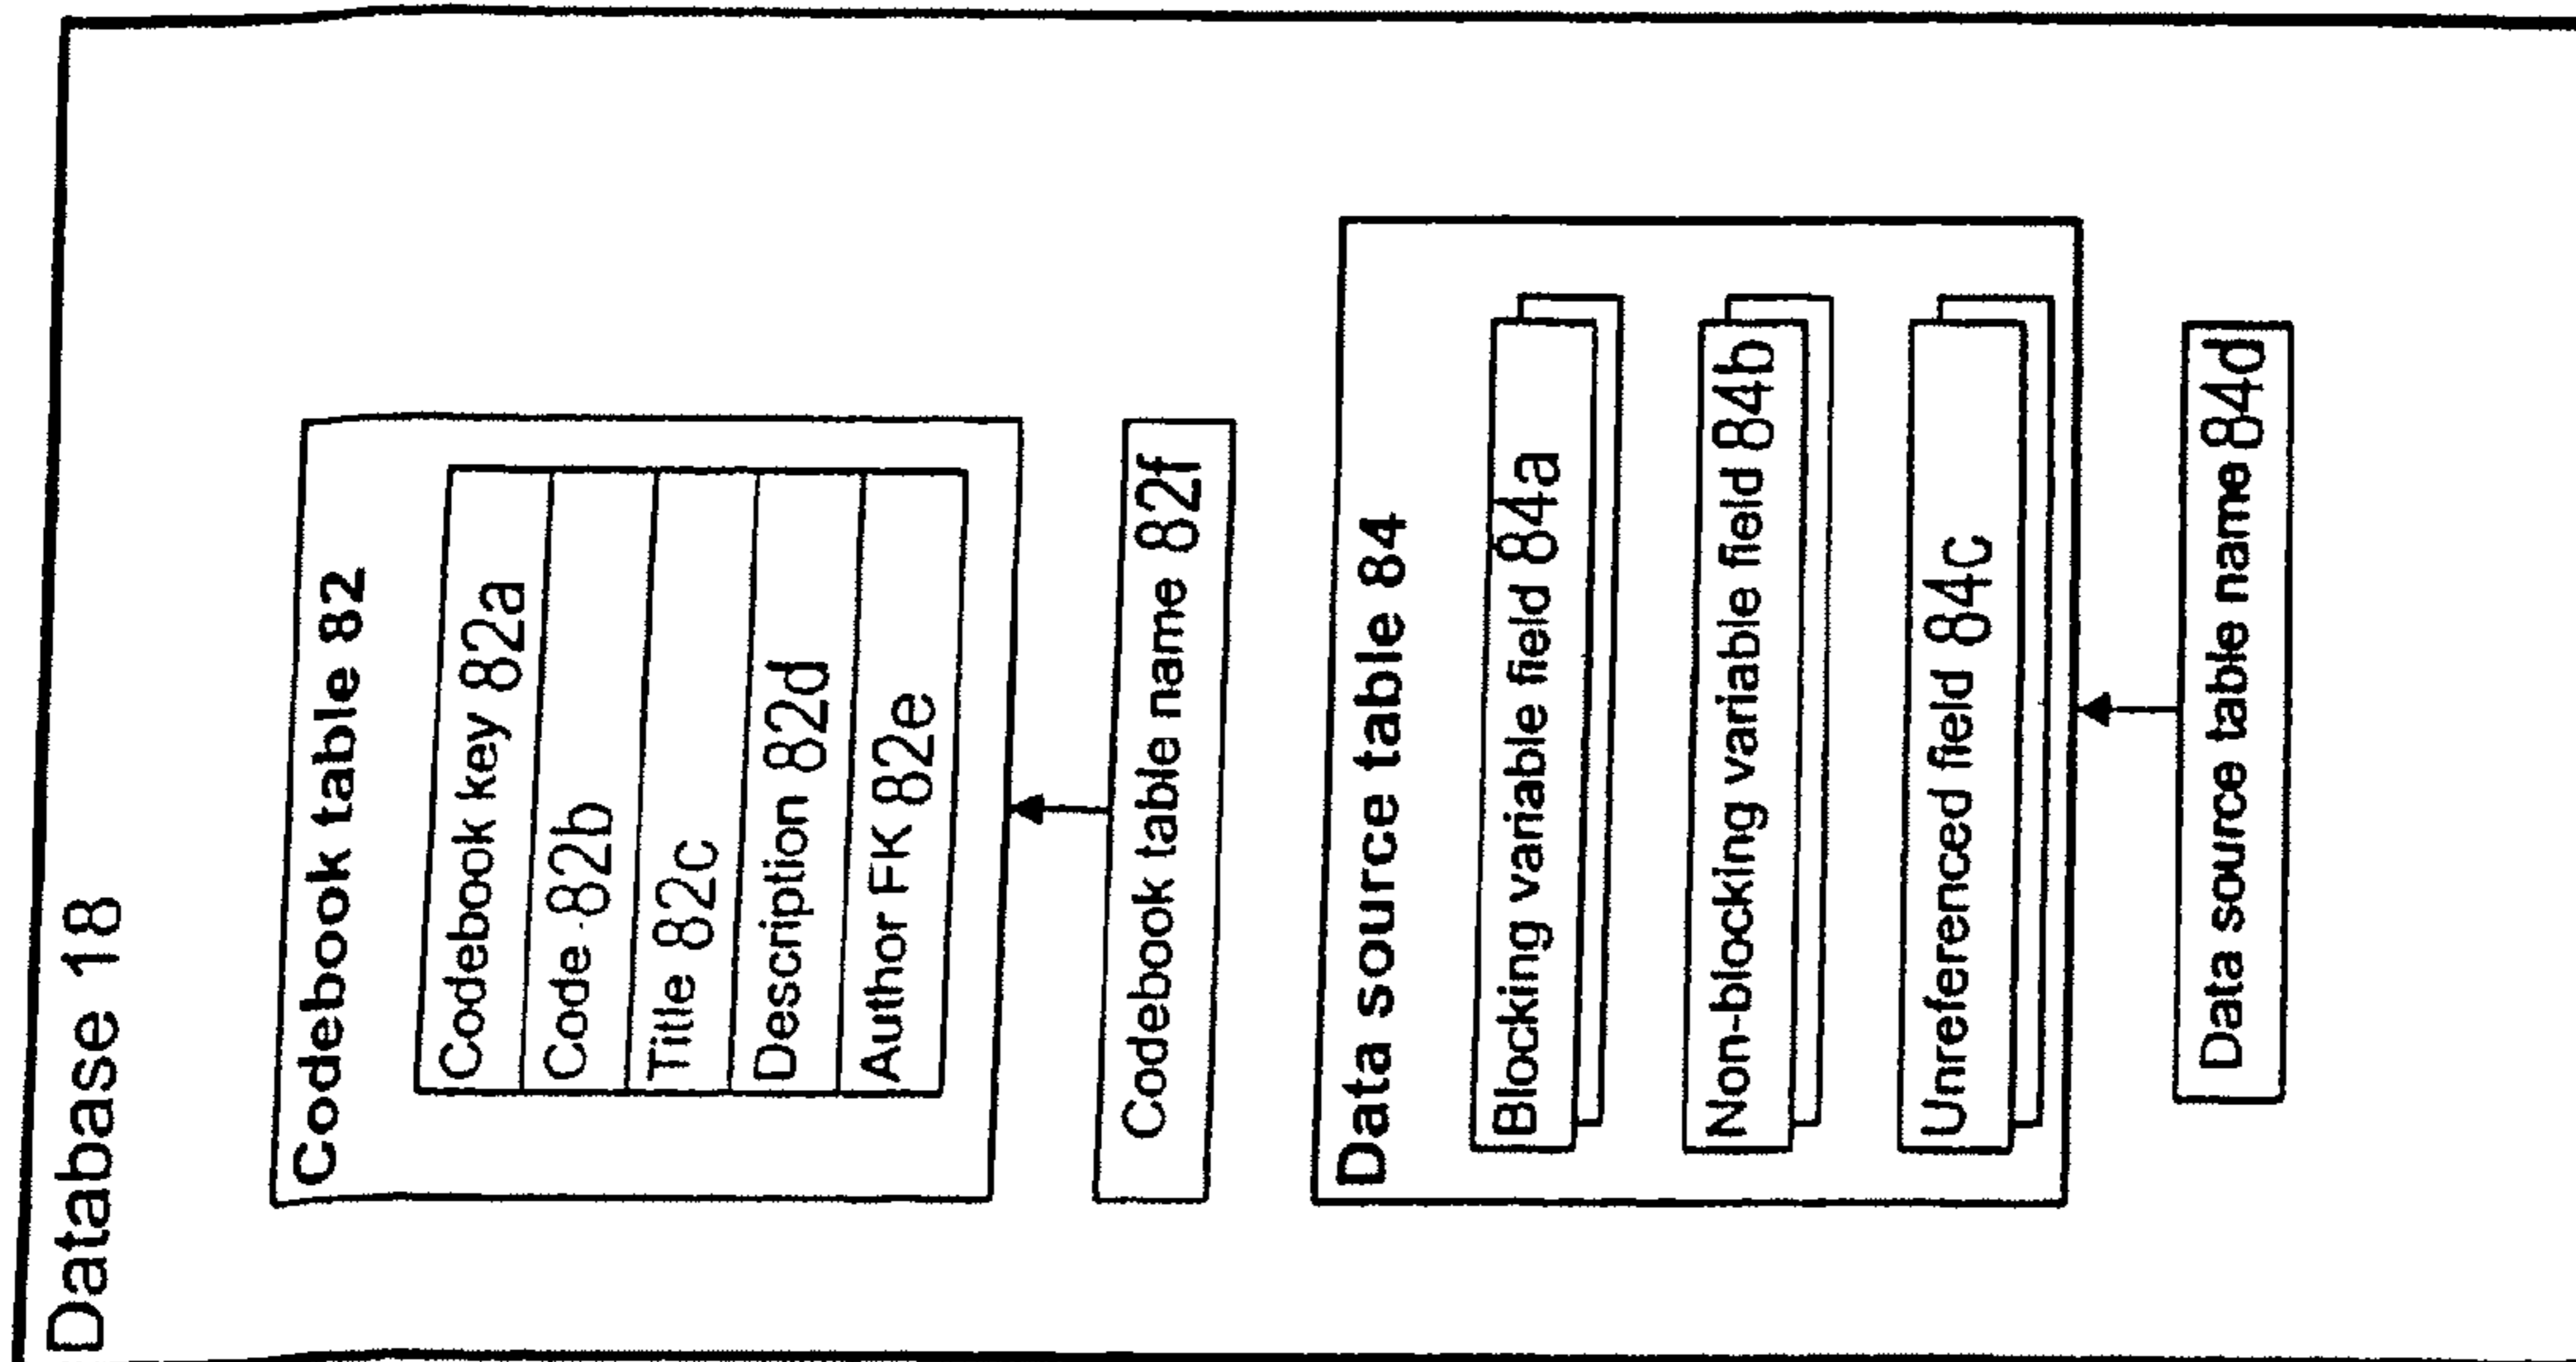 Database 18
Codebook table 82
Codebook key 82a
Code 82b
Title 82c
Description 82d
Author FK 82e
Codebook table name 82f
Data source table 84
Blocking variable field 84a
Non-blocking variable field 84b
Unreferenced field 84c
Data source table name 84d